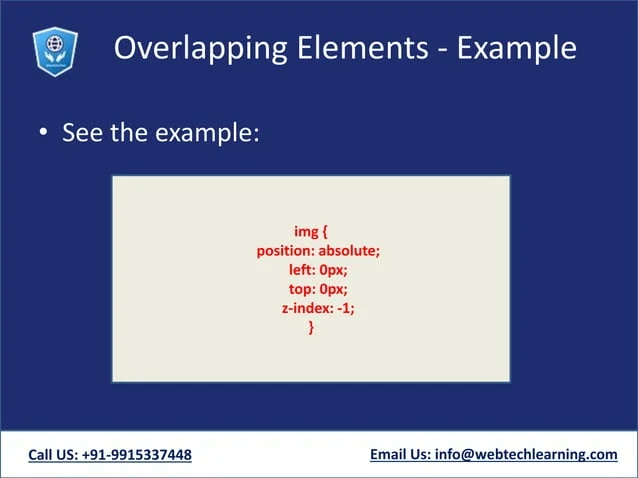 Overlapping Elements - Example
• See the example:
img {
position: absolute;
left: 0px;
top: 0px;
z-index: -1;
}
Call US: +91-9915337448
Email Us: info@webtechlearning.com